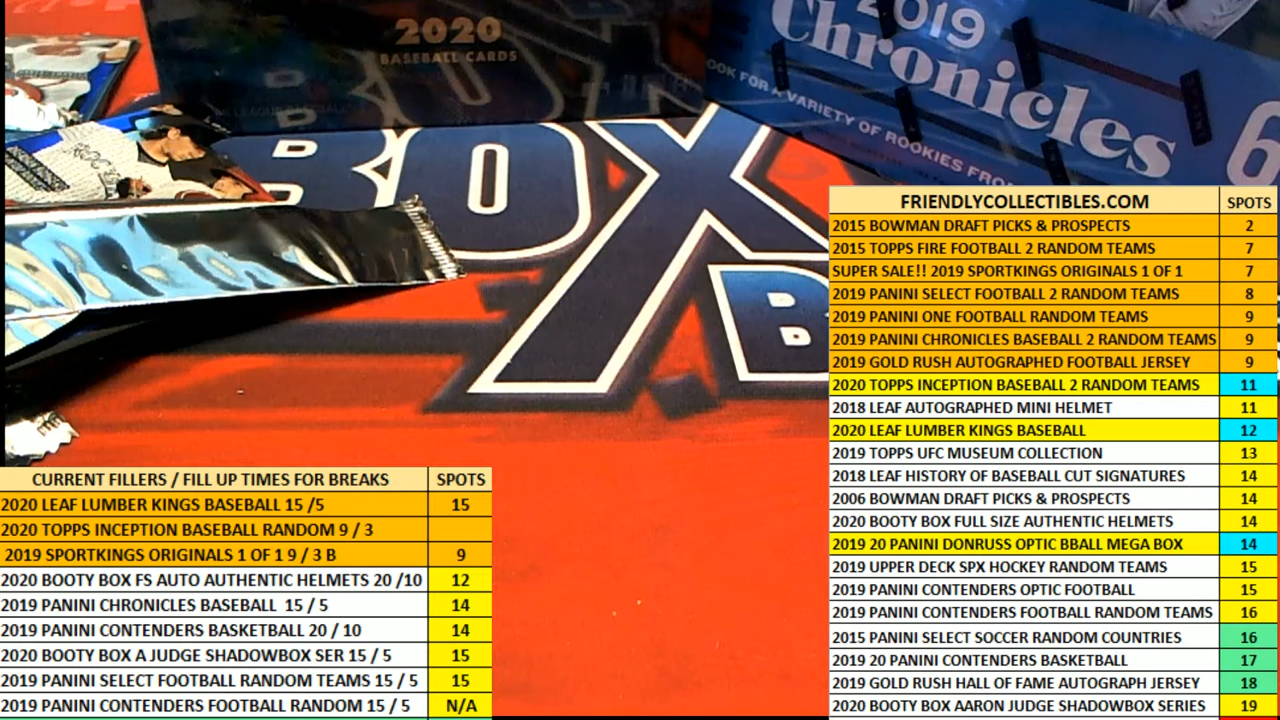 2020
BASEBALL CARDS
2019
Chronicles
LOOK FOR A VARIETY OF ROOKIES FROM
6
ROC
BOX
B
FRIENDLYCOLLECTIBLES.COM SPOTS
2015 BOWMAN DRAFT PICKS & PROSPECTS 2
2015 TOPPS FIRE FOOTBALL 2 RANDOM TEAMS 7
SUPER SALE!! 2019 SPORTKINGS ORIGINALS 1 OF 1 7
2019 PANINI SELECT FOOTBALL 2 RANDOM TEAMS 8
2019 PANINI ONE FOOTBALL RANDOM TEAMS 9
2019 PANINI CHRONICLES BASEBALL 2 RANDOM TEAMS 9
2019 GOLD RUSH AUTOGRAPHED FOOTBALL JERSEY 9
2020 TOPPS INCEPTION BASEBALL 2 RANDOM TEAMS 11
2018 LEAF AUTOGRAPHED MINI HELMET 11
2020 LEAF LUMBER KINGS BASEBALL 12
2019 TOPPS UFC MUSEUM COLLECTION 13
2018 LEAF HISTORY OF BASEBALL CUT SIGNATURES 14
2006 BOWMAN DRAFT PICKS & PROSPECTS 14
2020 BOOTY BOX FULL SIZE AUTHENTIC HELMETS 14
2019 20 PANINI DONRUSS OPTIC BBALL MEGA BOX 14
2019 UPPER DECK SPX HOCKEY RANDOM TEAMS 15
2019 PANINI CONTENDERS OPTIC FOOTBALL 15
2019 PANINI CONTENDERS FOOTBALL RANDOM TEAMS 16
2015 PANINI SELECT SOCCER RANDOM COUNTRIES 16
2019 20 PANINI CONTENDERS BASKETBALL 17
2019 GOLD RUSH HALL OF FAME AUTOGRAPH JERSEY 18
2020 BOOTY BOX AARON JUDGE SHADOWBOX SERIES 19
CURRENT FILLERS / FILL UP TIMES FOR BREAKS SPOTS
2020 LEAF LUMBER KINGS BASEBALL 15 /5 15
2020 TOPPS INCEPTION BASEBALL RANDOM 9 / 3
2019 SPORTKINGS ORIGINALS 1 OF 1 9 / 3 B 9
2020 BOOTY BOX FS AUTO AUTHENTIC HELMETS 20 /10 12
2019 PANINI CHRONICLES BASEBALL 15 / 5 14
2019 PANINI CONTENDERS BASKETBALL 20 / 10 14
2020 BOOTY BOX A JUDGE SHADOWBOX SER 15 / 5 15
2019 PANINI SELECT FOOTBALL RANDOM TEAMS 15 / 5 15
2019 PANINI CONTENDERS FOOTBALL RANDOM 15 / 5 N/A